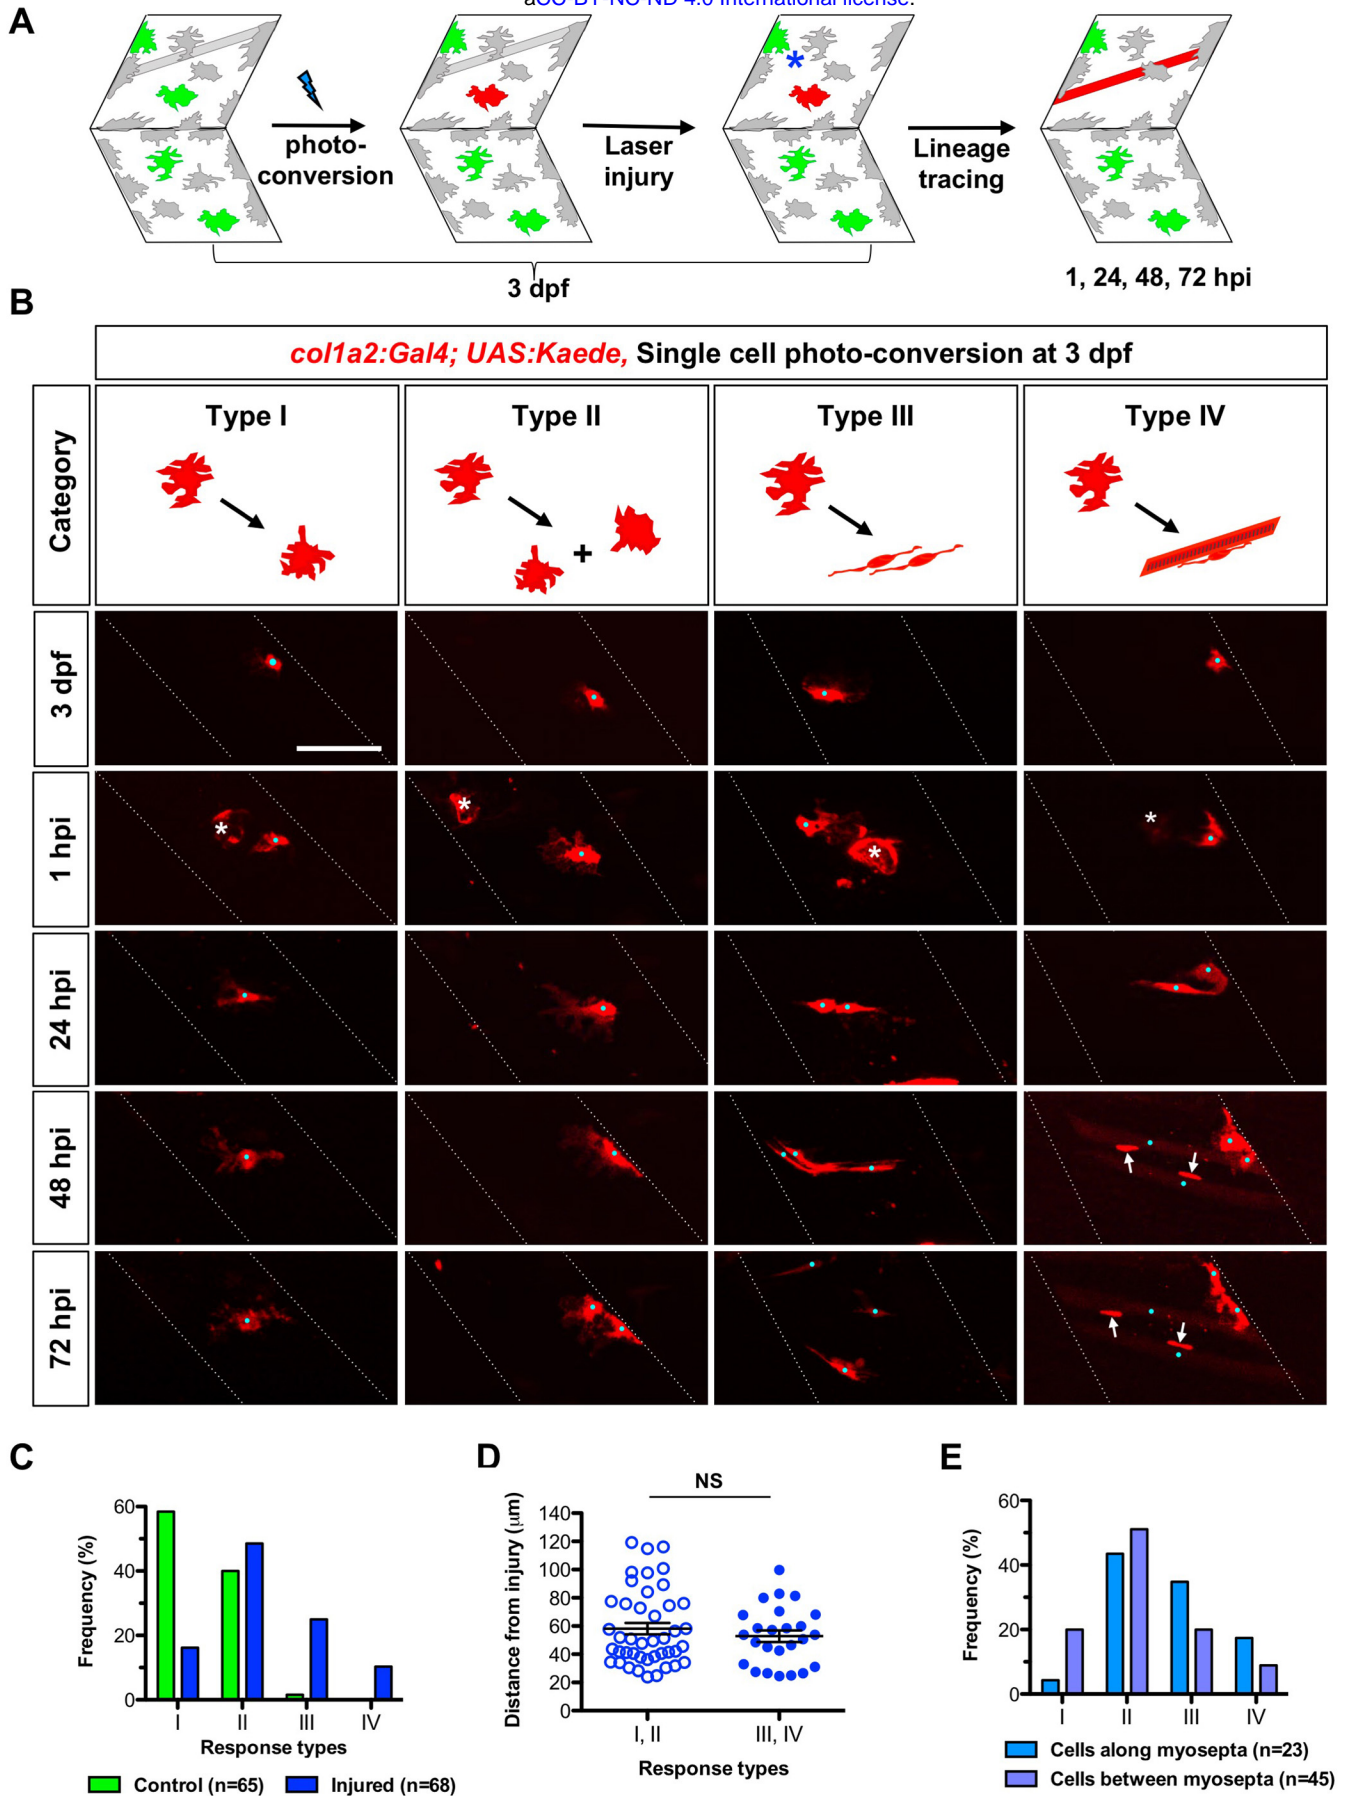 aCC-BY-NC-ND 4.0 International license.
A
*
photo-
conversion
Laser
injury
Lineage
tracing
3 dpf
1, 24, 48, 72 hpi
B
col1a2:Gal4; UAS:Kaede, Single cell photo-conversion at 3 dpf
Category
Type I
Type II
Type III
Type IV
+
3 dpf
1 hpi
* * * *
24 hpi
48 hpi
72 hpi
C
Frequency (%)
60
40
20
0
I II III IV
Response types
Control (n=65) Injured (n=68)
D
NS
Distance from injury (µm)
140
120
100
80
60
40
20
0
I, II III, IV
Response types
E
Frequency (%)
60
40
20
0
I II III IV
Cells along myosepta (n=23)
Cells between myosepta (n=45)